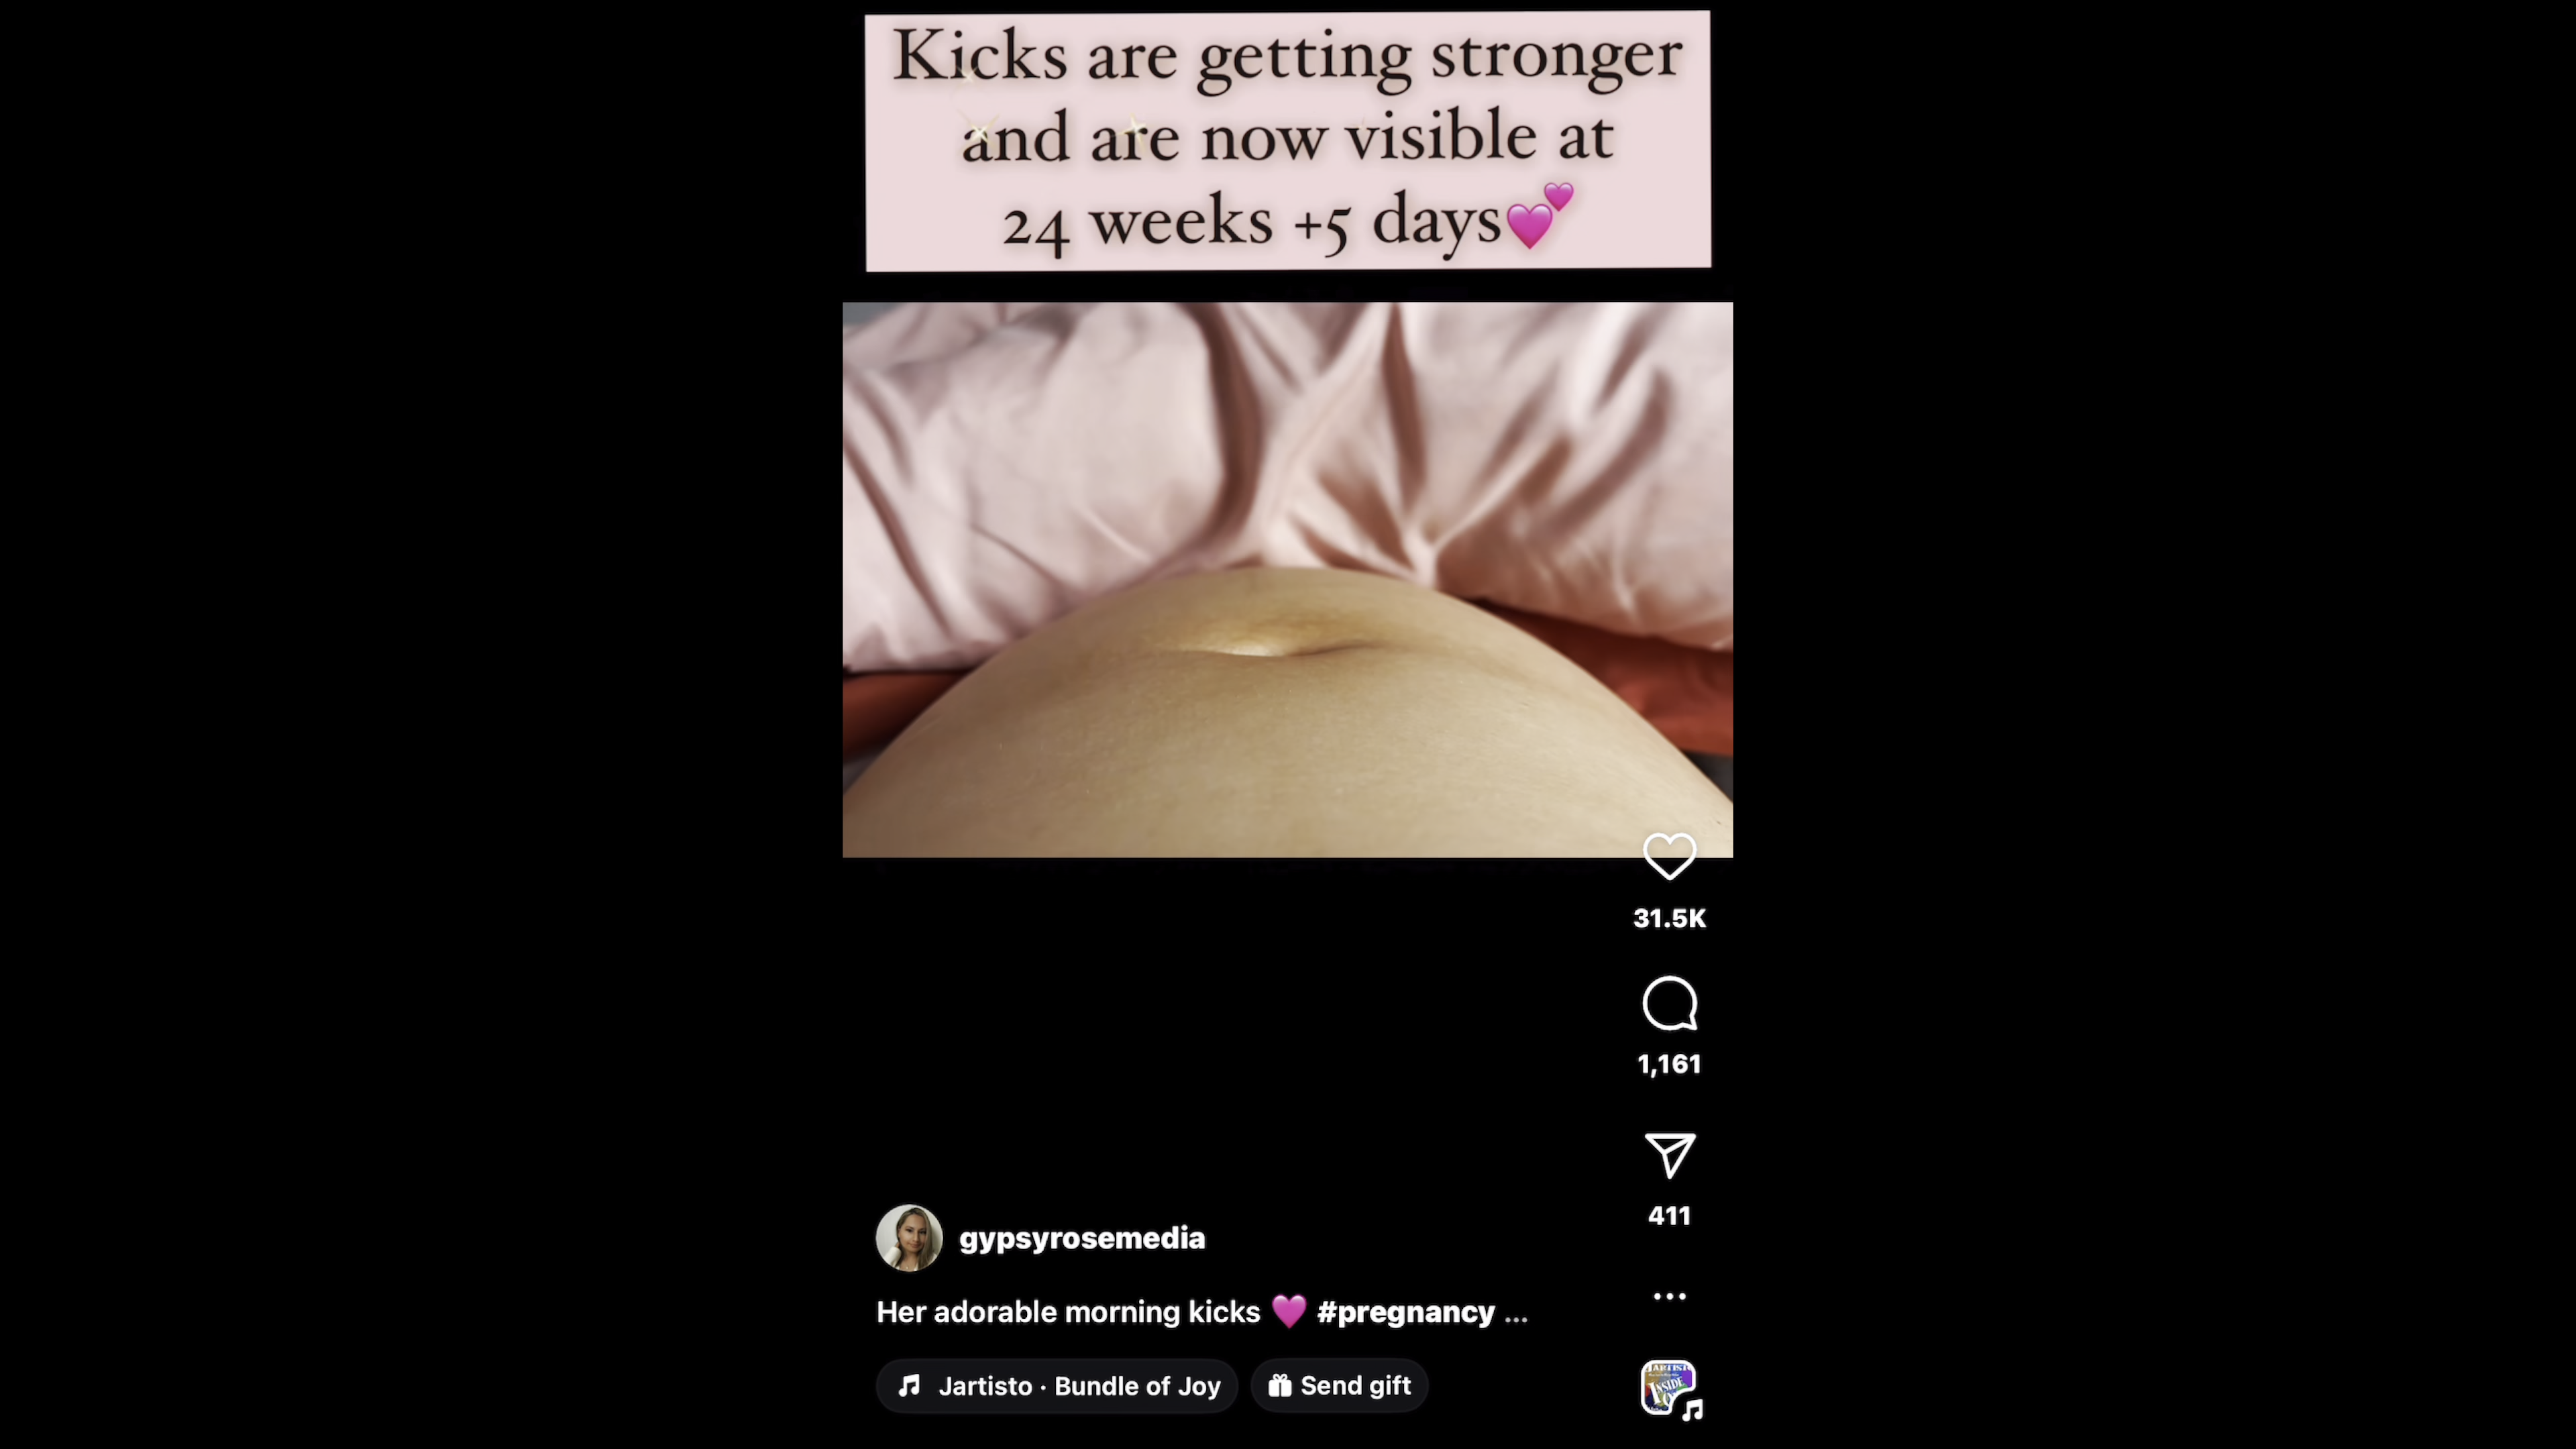 Kicks are getting stronger
and are now visible at
24 weeks +5 days💕
31.5K
1,161
411
gypsyrosemedia
Her adorable morning kicks 💗 #pregnancy ...
Jartisto · Bundle of Joy
Send gift
INSIDE